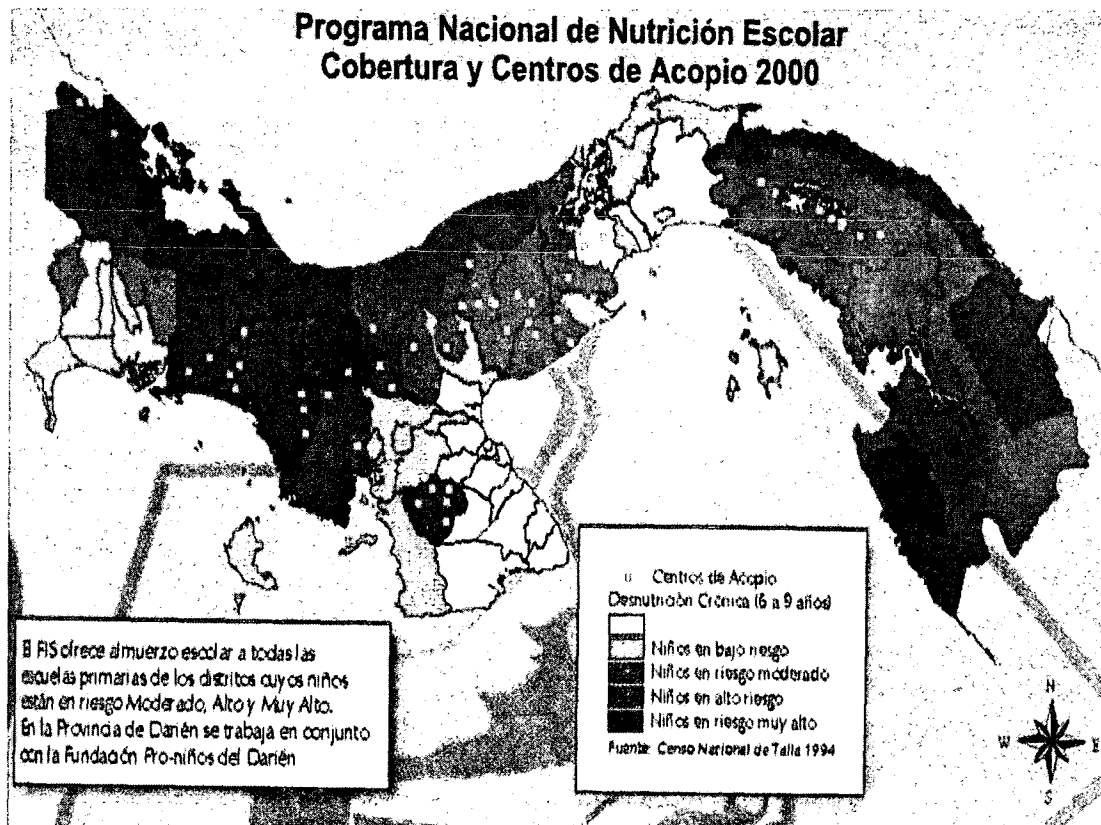 Programa Nacional de Nutrición Escolar
Cobertura y Centros de Acopio 2000
Centros de Acopio
Desnutrición Crónica (6 a 9 años)
Niños en bajo riesgo
Niños en riesgo moderado
Niños en alto riesgo
Niños en riesgo muy alto
Fuente: Censo Nacional de Talla 1994
El FIS ofrece almuerzo escolar a todas las
escuelas primarias de los distritos cuyos niños
están en riesgo Moderado, Alto y Muy Alto.
En la Provincia de Darién se trabaja en conjunto
con la Fundación Pro-niños del Darién
N
W
E
S